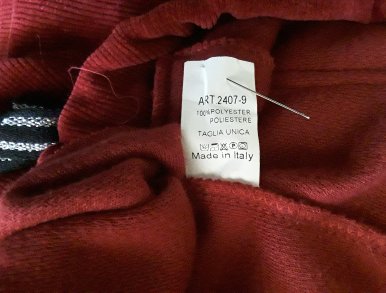 ART 2407-9
100%POLYESTER
POLIESTERE
TAGLIA UNICA
Made in Italy